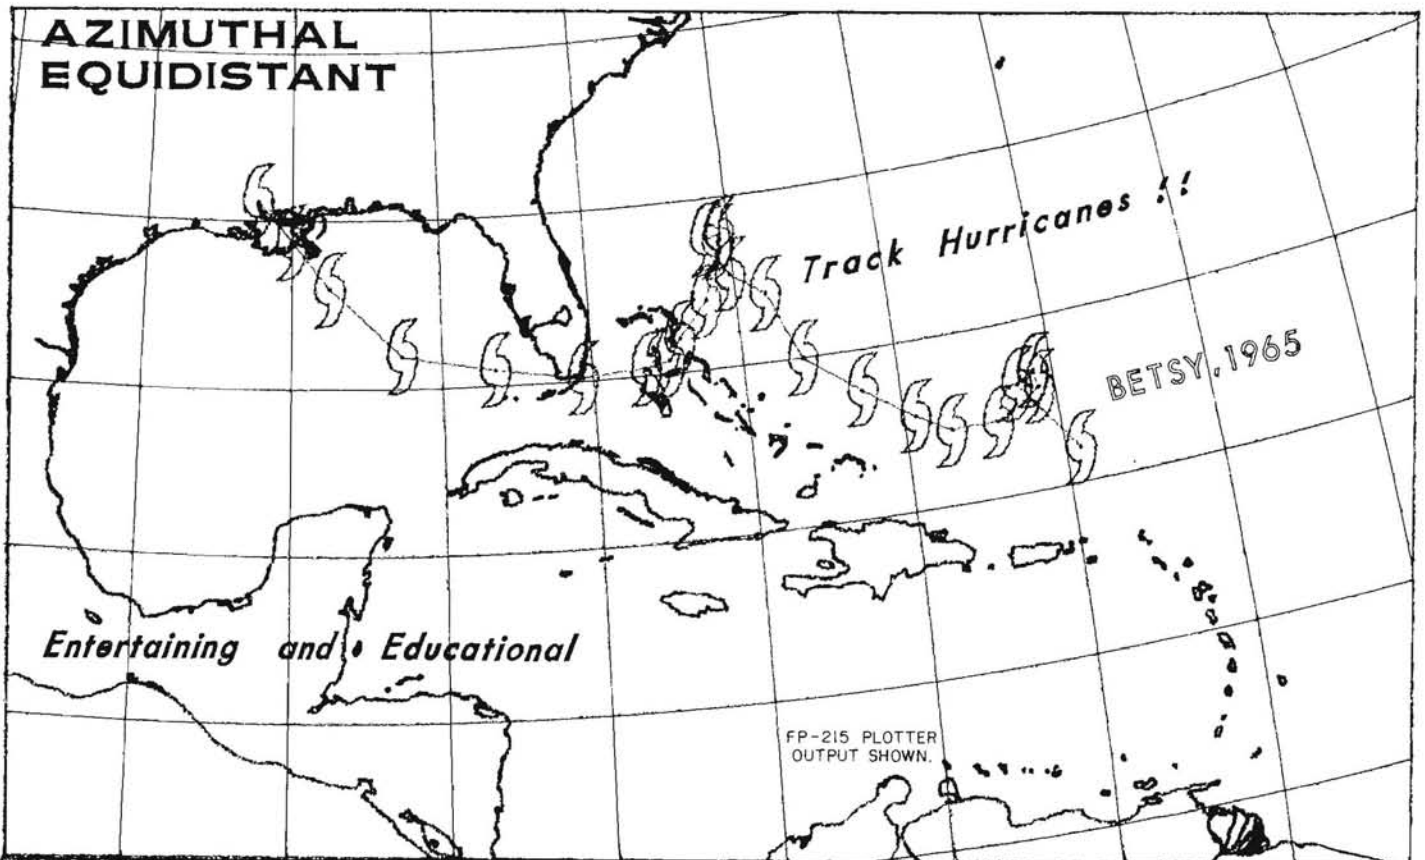 AZIMUTHAL
EQUIDISTANT
Track Hurricanes !!
BETSY, 1965
Entertaining and Educational
FP-215 PLOTTER
OUTPUT SHOWN.